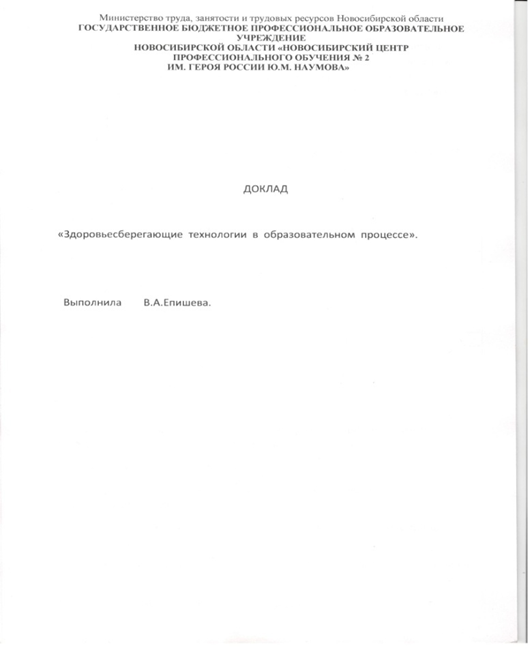 Министерство труда, занятости и трудовых ресурсов Новосибирской области
ГОСУДАРСТВЕННОЕ БЮДЖЕТНОЕ ПРОФЕССИОНАЛЬНОЕ ОБРАЗОВАТЕЛЬНОЕ
УЧРЕЖДЕНИЕ
НОВОСИБИРСКОЙ ОБЛАСТИ «НОВОСИБИРСКИЙ ЦЕНТР
ПРОФЕССИОНАЛЬНОГО ОБУЧЕНИЯ № 2
ИМ. ГЕРОЯ РОССИИ Ю.М. НАУМОВА»
ДОКЛАД
«Здоровьесберегающие технологии в образовательном процессе».
Выполнила В.А.Епишева.